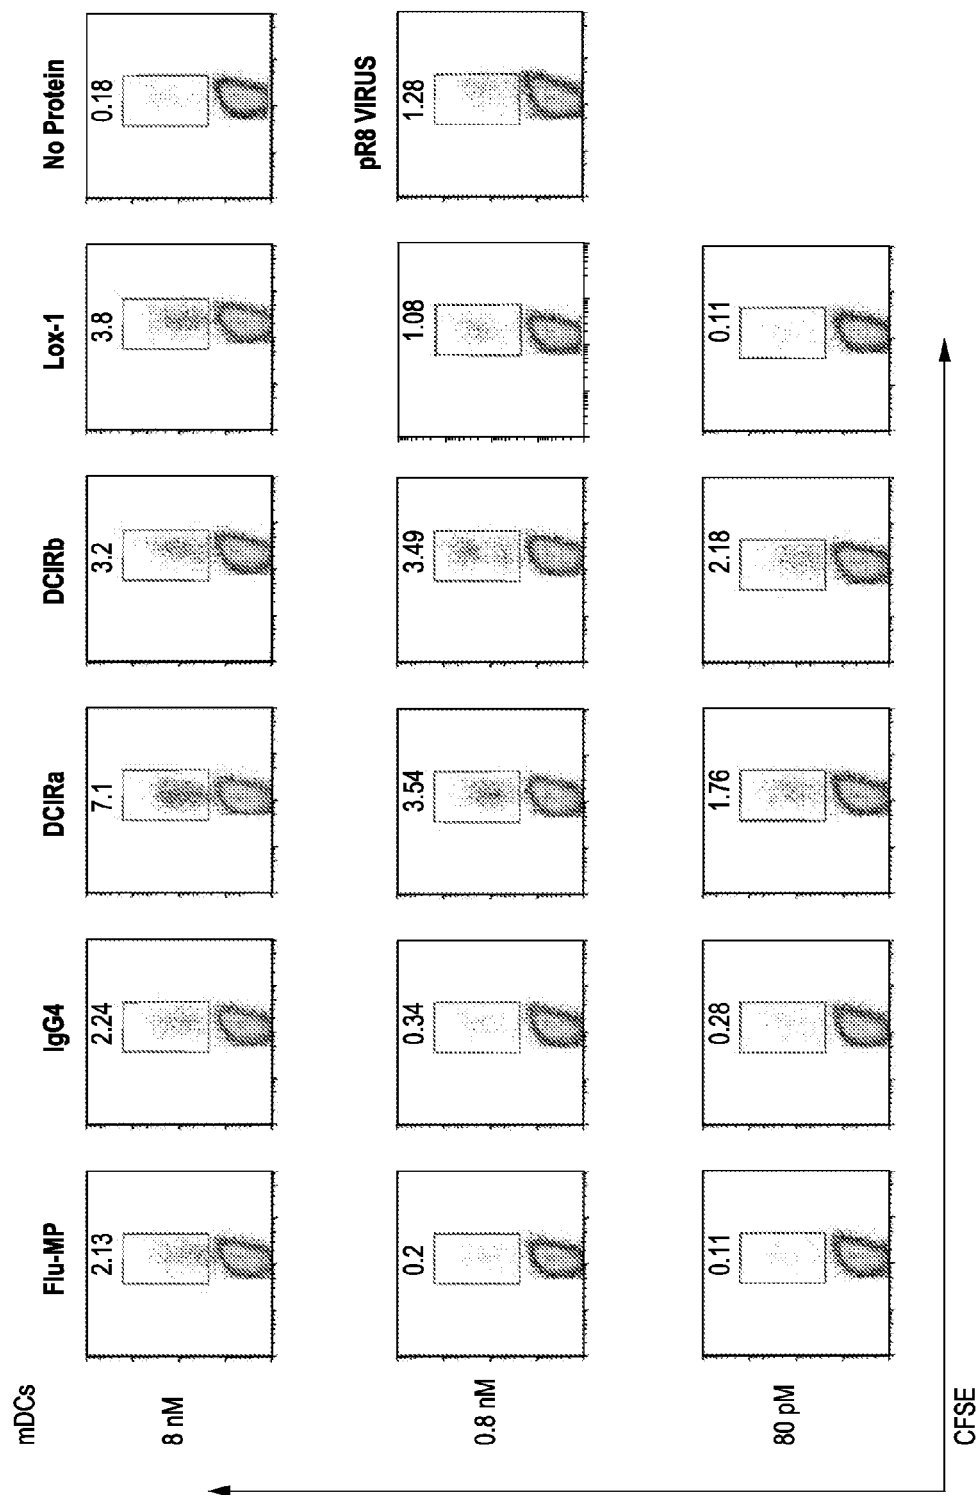 mDCs
Flu-MP IgG4 DCIRa DCIRb Lox-1 No Protein
8 nM 2.13 2.24 7.1 3.2 3.8 0.18
pR8 VIRUS
0.8 nM 0.2 0.34 3.54 3.49 1.08 1.28
80 pM 0.11 0.28 1.76 2.18 0.11
CFSE